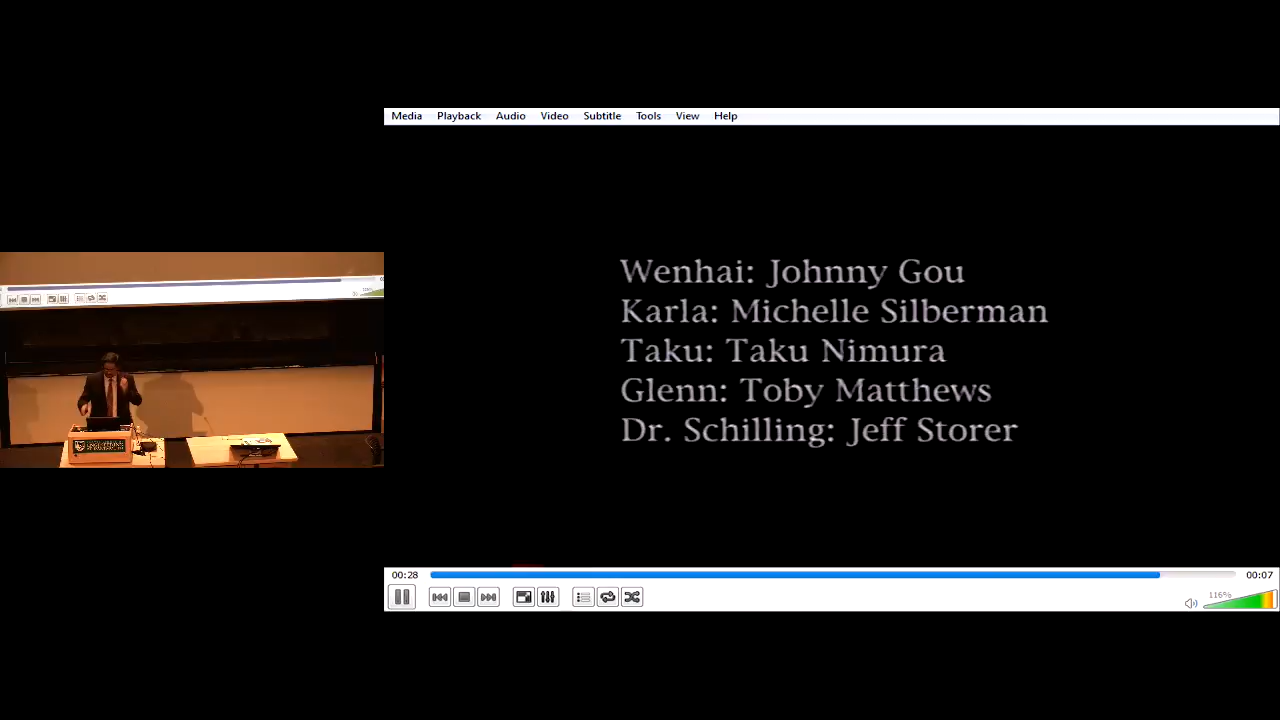 Media Playback Audio Video Subtitle Tools View Help
Wenhai: Johnny Gou
Karla: Michelle Silberman
Taku: Taku Nimura
Glenn: Toby Matthews
Dr. Schilling: Jeff Storer
00:28
00:07
116%